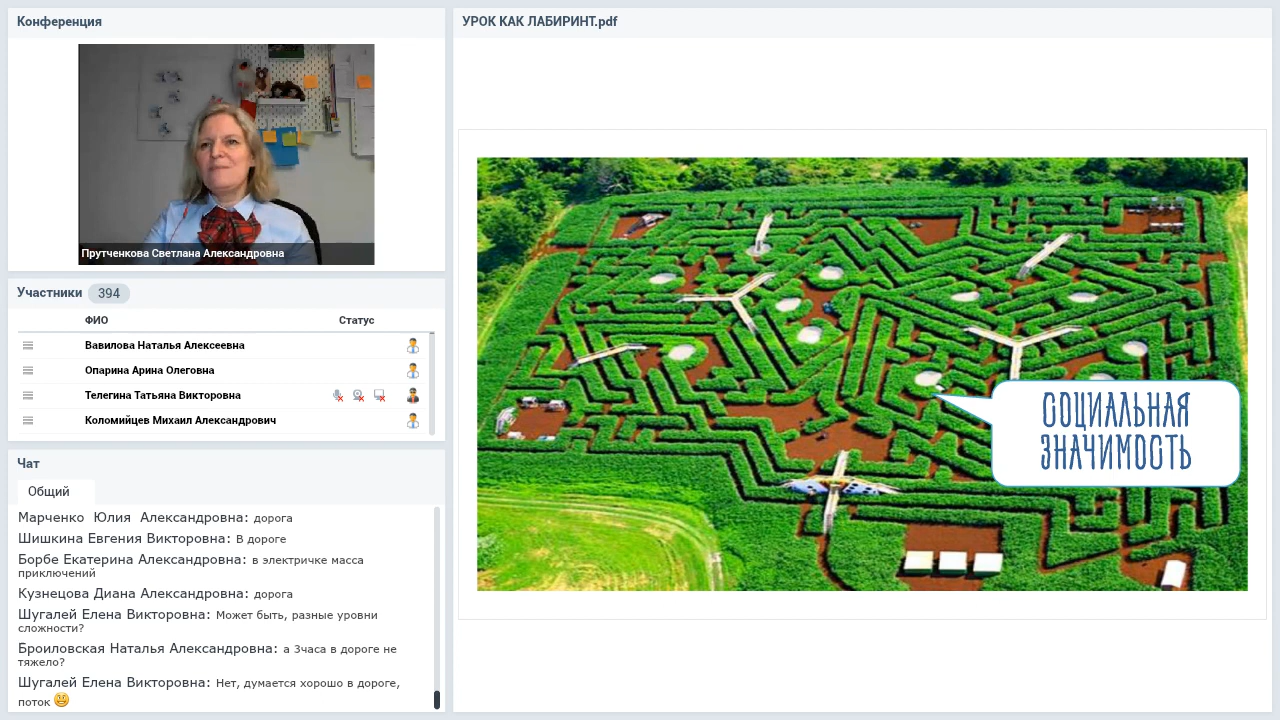 Конференция
Прутченкова Светлана Александровна
Участники 394
ФИО Статус
Вавилова Наталья Алексеевна
Опарина Арина Олеговна
Телегина Татьяна Викторовна
Коломийцев Михаил Александрович
Чат
Общий
Марченко Юлия Александровна: дорога
Шишкина Евгения Викторовна: В дороге
Борбе Екатерина Александровна: в электричке масса
приключений
Кузнецова Диана Александровна: дорога
Шугалей Елена Викторовна: Может быть, разные уровни
сложности?
Броиловская Наталья Александровна: а 3часа в дороге не
тяжело?
Шугалей Елена Викторовна: Нет, думается хорошо в дороге,
поток
УРОК КАК ЛАБИРИНТ.pdf
СОЦИАЛЬНАЯ
ЗНАЧИМОСТЬ